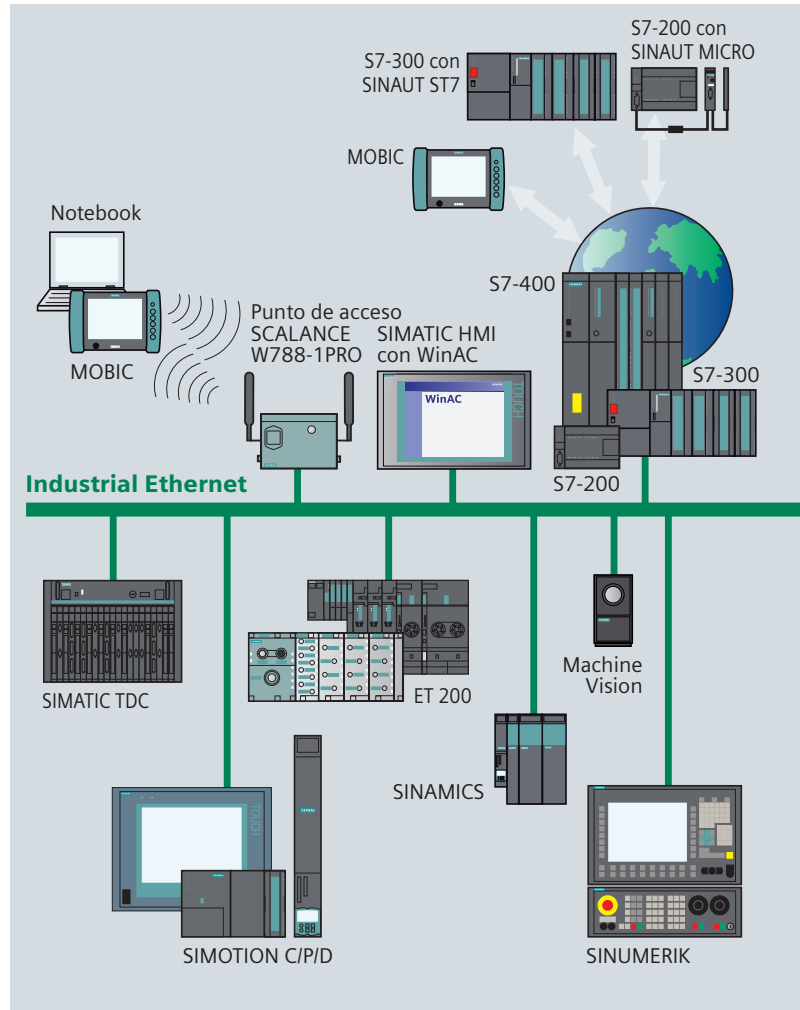 S7-200 con
SINAUT MICRO
S7-300 con
SINAUT ST7
MOBIC
Notebook
S7-400
Punto de acceso
SCALANCE
W788-1PRO
SIMATIC HMI
con WinAC
MOBIC
S7-300
WinAC
TOUCH
S7-200
Industrial Ethernet
SIMATIC TDC
ET 200
Machine
Vision
SINAMICS
TOUCH
SIMOTION C/P/D
SINUMERIK